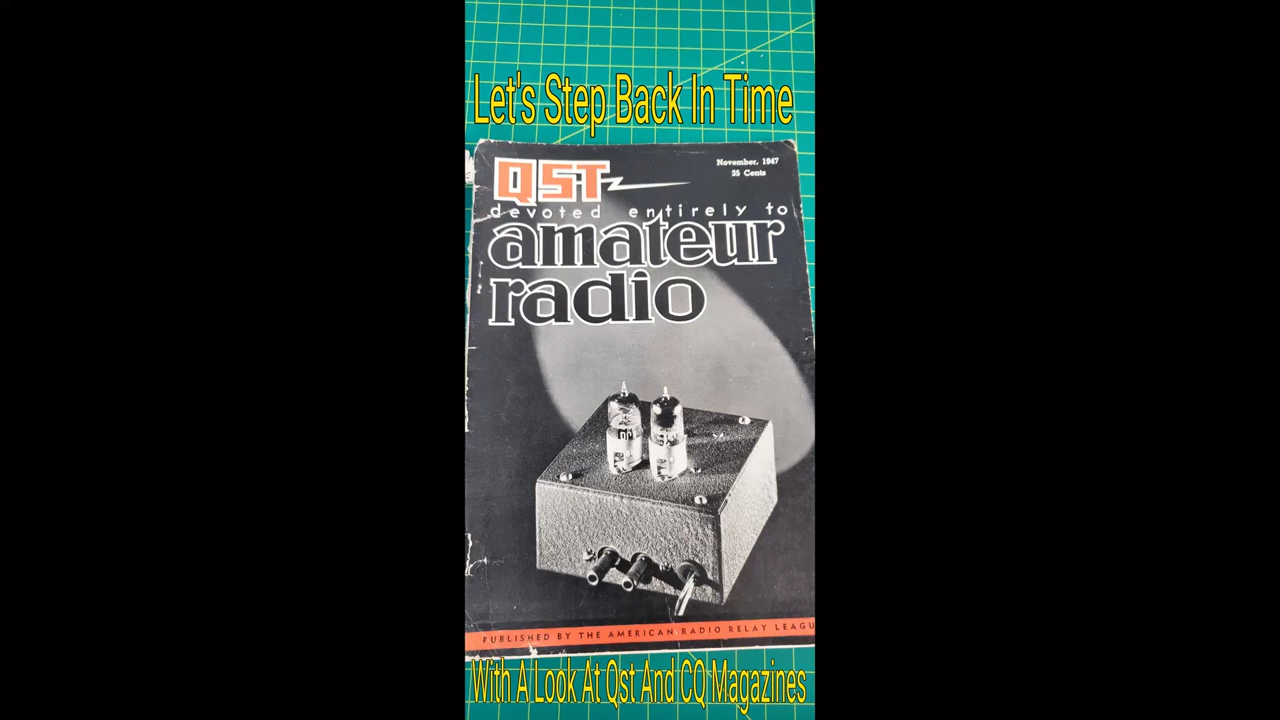 Let's Step Back In Time
QST
November, 1947
35 Cents
devoted entirely to
amateur
radio
PUBLISHED BY THE AMERICAN RADIO RELAY LEAGU
With A Look At Qst And CQ Magazines